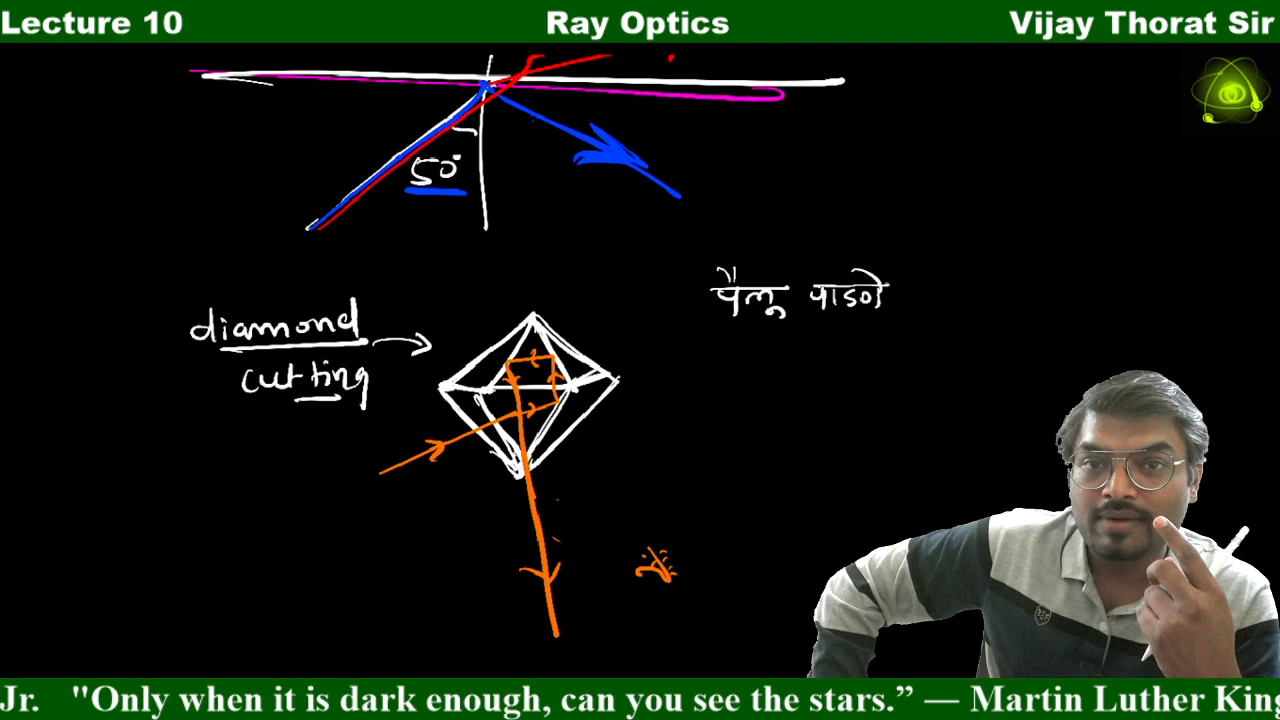 Lecture 10 Ray Optics Vijay Thorat Sir
50°
पैलू पाडणे
diamond
cutting
Jr. "Only when it is dark enough, can you see the stars.” — Martin Luther King